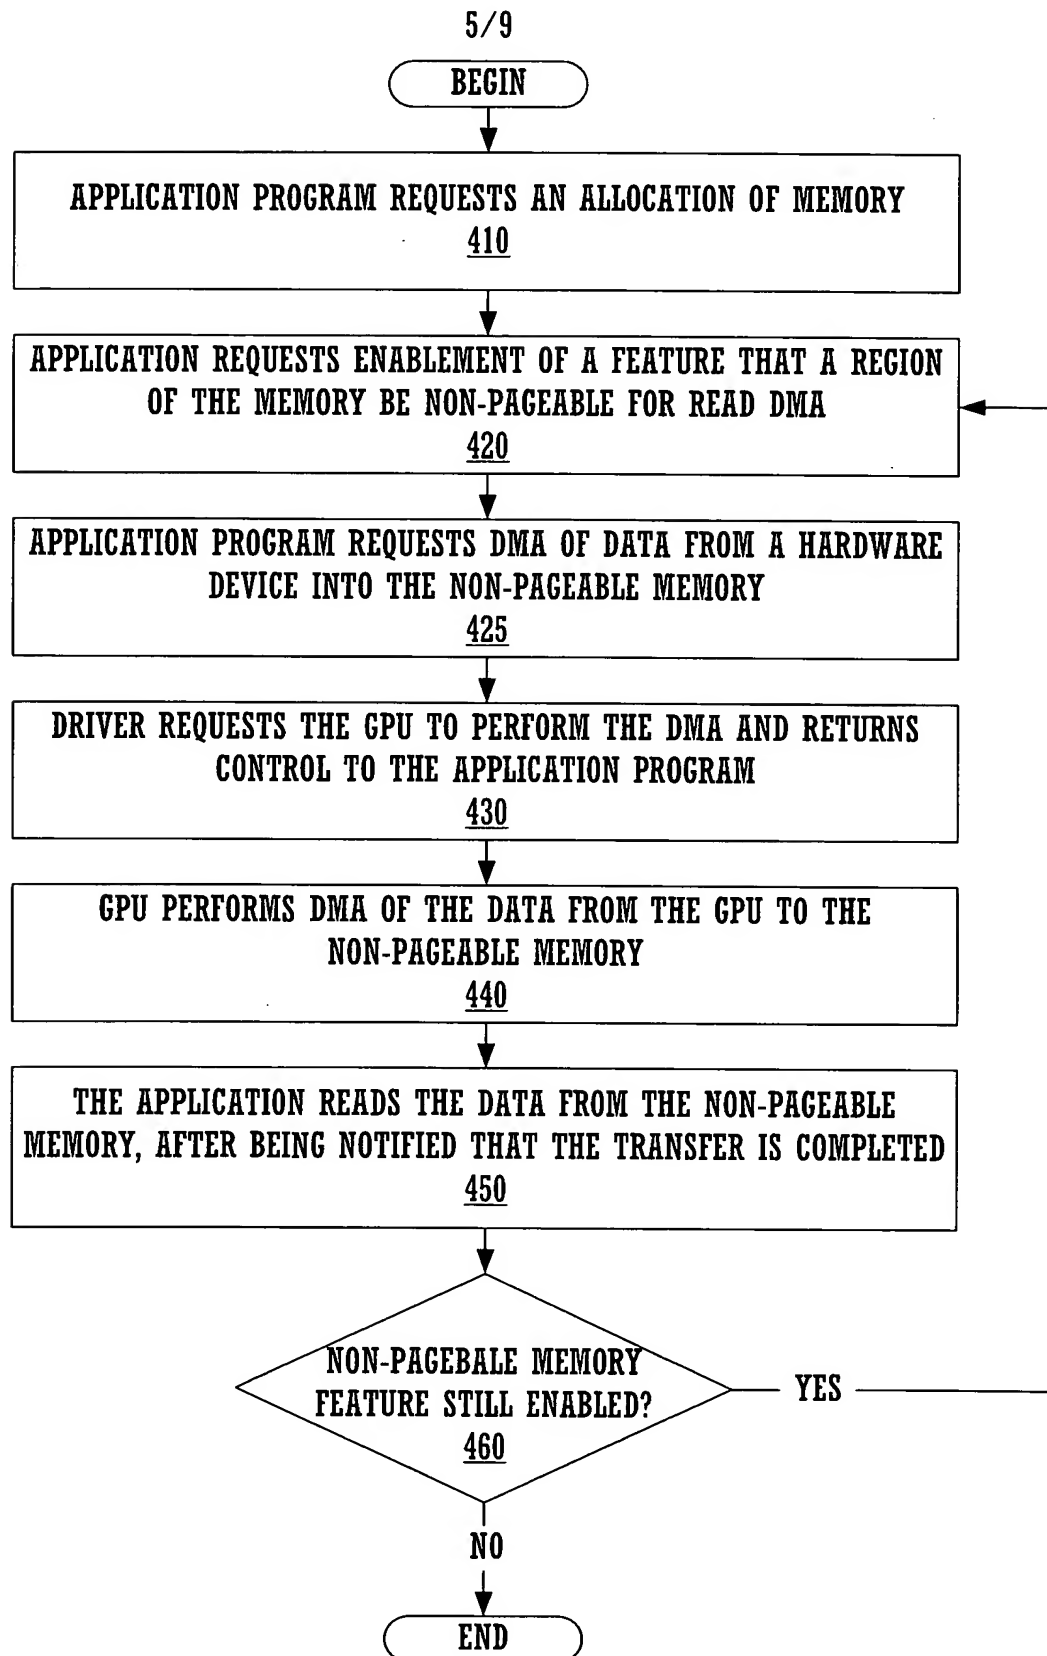 5/9
BEGIN
APPLICATION PROGRAM REQUESTS AN ALLOCATION OF MEMORY
410
APPLICATION REQUESTS ENABLEMENT OF A FEATURE THAT A REGION
OF THE MEMORY BE NON-PAGEABLE FOR READ DMA
420
APPLICATION PROGRAM REQUESTS DMA OF DATA FROM A HARDWARE
DEVICE INTO THE NON-PAGEABLE MEMORY
425
DRIVER REQUESTS THE GPU TO PERFORM THE DMA AND RETURNS
CONTROL TO THE APPLICATION PROGRAM
430
GPU PERFORMS DMA OF THE DATA FROM THE GPU TO THE
NON-PAGEABLE MEMORY
440
THE APPLICATION READS THE DATA FROM THE NON-PAGEABLE
MEMORY, AFTER BEING NOTIFIED THAT THE TRANSFER IS COMPLETED
450
NON-PAGEBALE MEMORY
FEATURE STILL ENABLED?
460
YES
NO
END